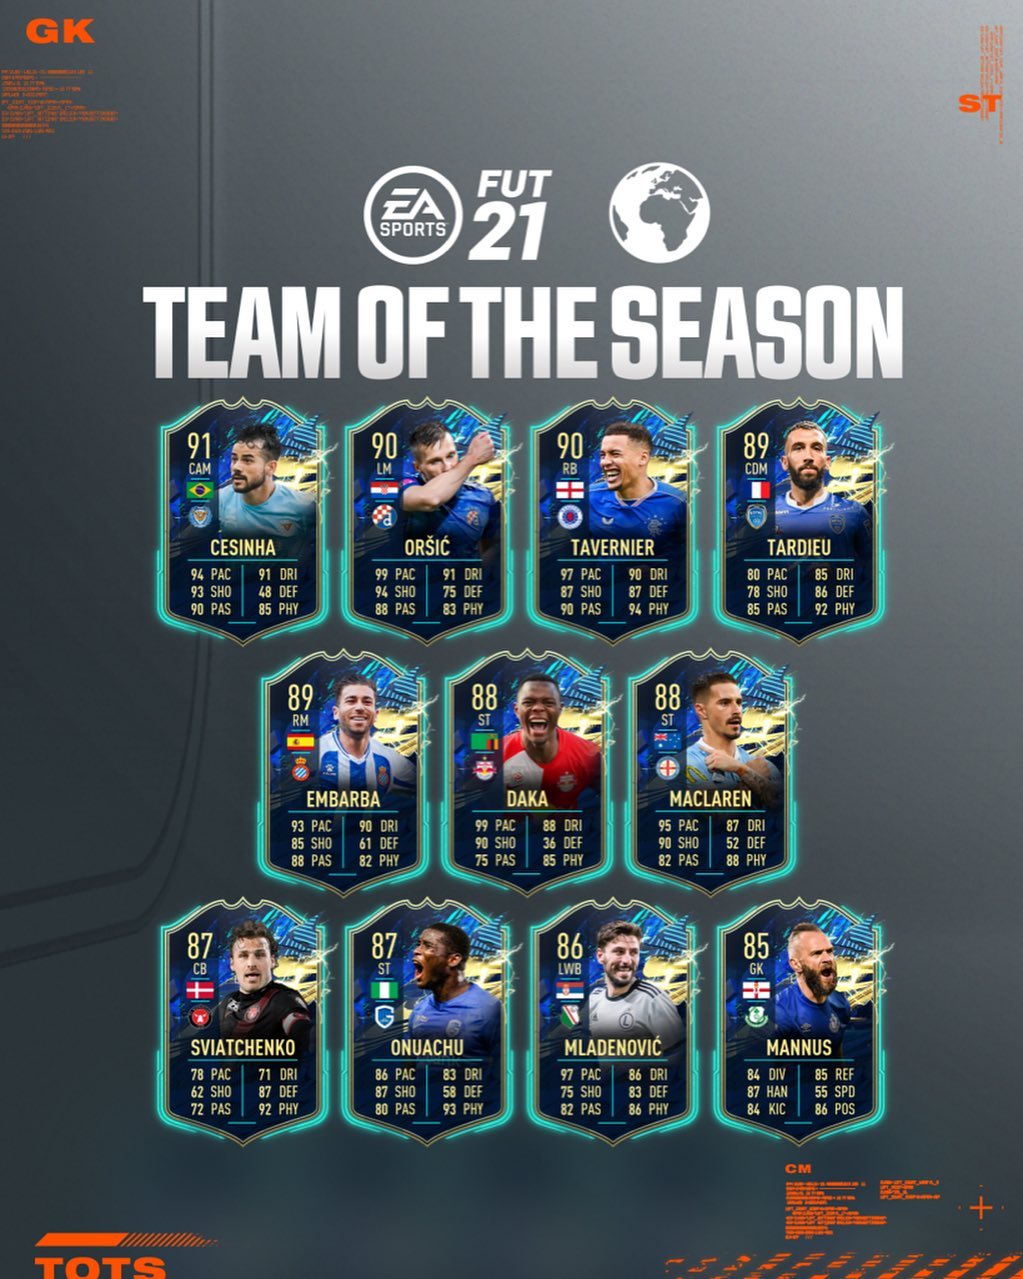 GK
ST
EA
SPORTS
FUT
21
TEAM OF THE SEASON
91
CAM
CESINHA
94 PAC 91 DRI
93 SHO 48 DEF
90 PAS 85 PHY
90
LM
ORŠIĆ
99 PAC 91 DRI
94 SHO 75 DEF
88 PAS 83 PHY
90
RB
TAVERNIER
97 PAC 90 DRI
87 SHO 87 DEF
90 PAS 94 PHY
89
CDM
TARDIEU
80 PAC 85 DRI
78 SHO 86 DEF
85 PAS 92 PHY
89
RM
EMBARBA
93 PAC 90 DRI
85 SHO 61 DEF
88 PAS 82 PHY
88
ST
DAKA
99 PAC 88 DRI
90 SHO 36 DEF
75 PAS 85 PHY
88
ST
MACLAREN
95 PAC 87 DRI
90 SHO 52 DEF
82 PAS 88 PHY
87
CB
SVIATCHENKO
78 PAC 71 DRI
62 SHO 87 DEF
72 PAS 92 PHY
87
ST
ONUACHU
86 PAC 83 DRI
87 SHO 58 DEF
80 PAS 93 PHY
86
LWB
MLADENOVIĆ
97 PAC 86 DRI
75 SHO 83 DEF
82 PAS 86 PHY
85
GK
MANNUS
84 DIV 85 REF
87 HAN 55 SPD
84 KIC 86 POS
CM
TOTS